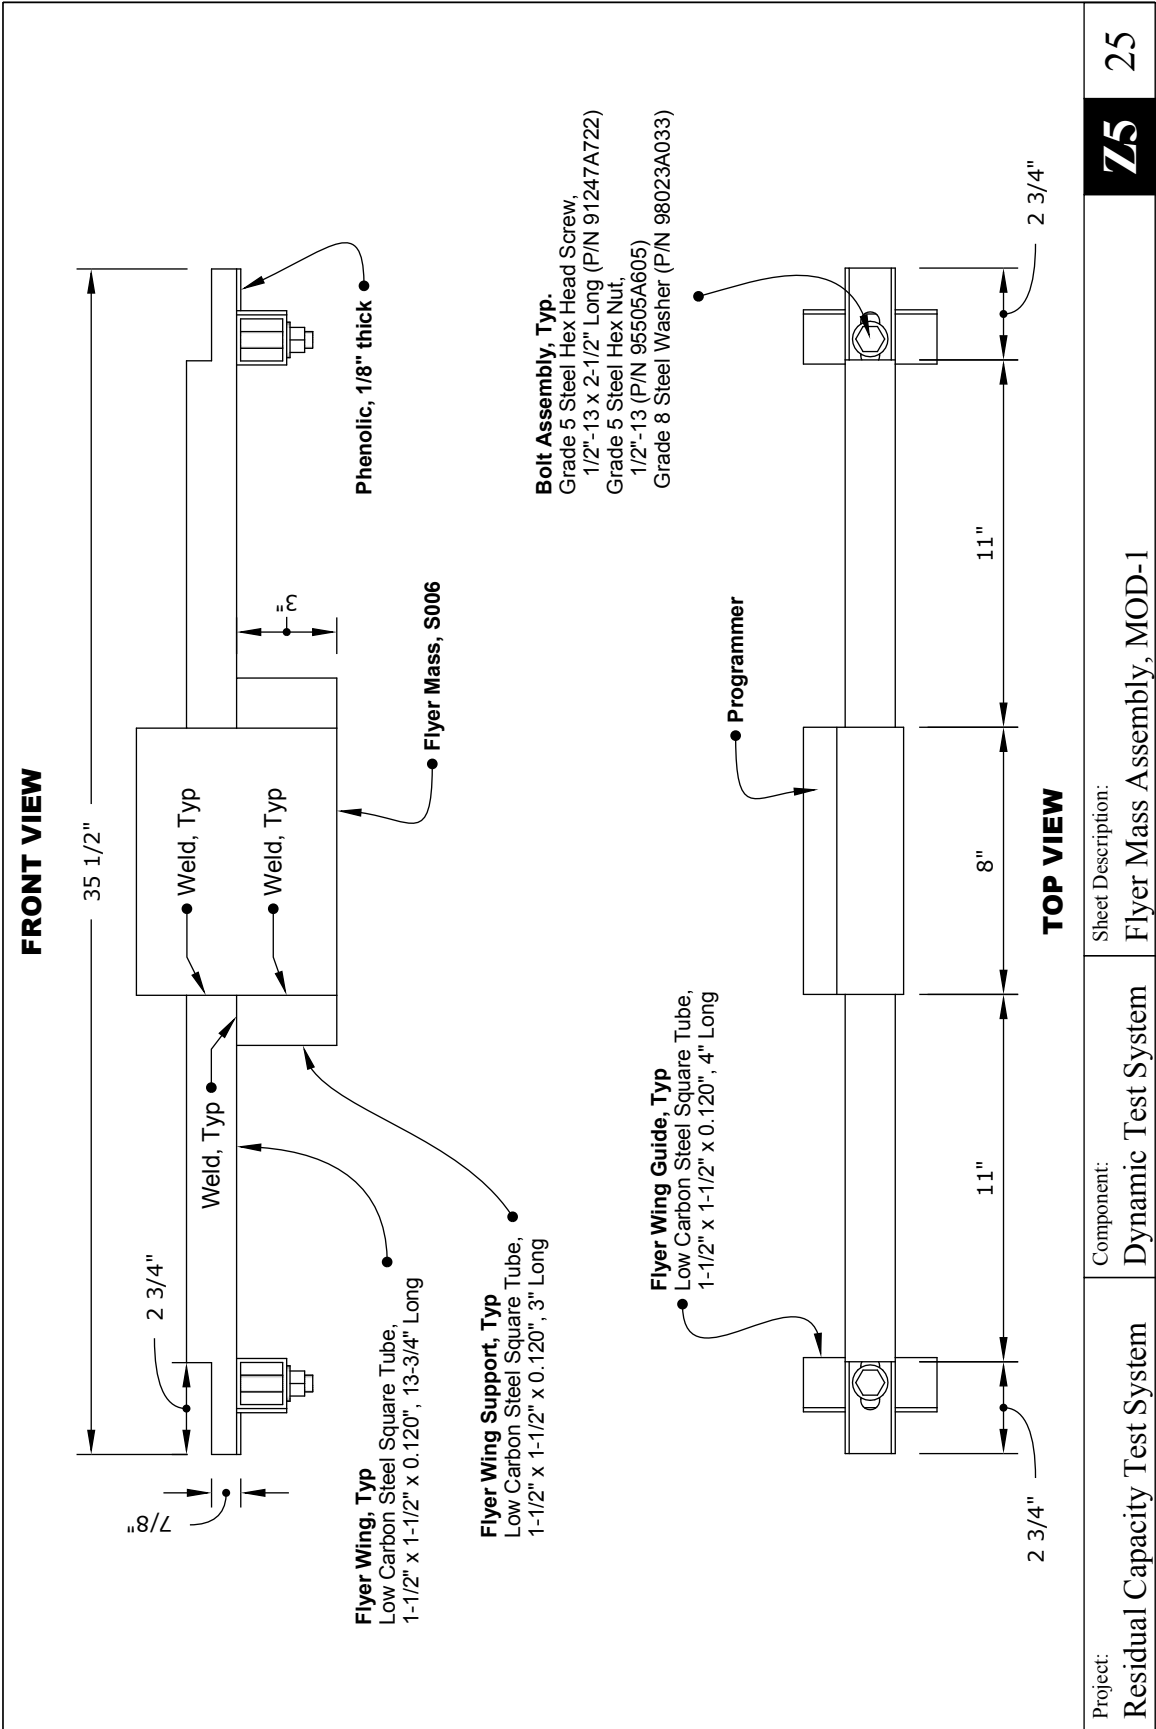 FRONT VIEW
35 1/2"
2 3/4"
7/8"
Weld, Typ
Weld, Typ
Weld, Typ
3"
Flyer Wing, Typ
Low Carbon Steel Square Tube,
1-1/2" x 1-1/2" x 0.120", 13-3/4" Long
Flyer Wing Support, Typ
Low Carbon Steel Square Tube,
1-1/2" x 1-1/2" x 0.120", 3" Long
Flyer Mass, S006
Phenolic, 1/8" thick
Bolt Assembly, Typ.
Grade 5 Steel Hex Head Screw,
1/2"-13 x 2-1/2" Long (P/N 91247A722)
Grade 5 Steel Hex Nut,
1/2"-13 (P/N 95505A605)
Grade 8 Steel Washer (P/N 98023A033)
Flyer Wing Guide, Typ
Low Carbon Steel Square Tube,
1-1/2" x 1-1/2" x 0.120", 4" Long
Programmer
11"
8"
11"
2 3/4"
2 3/4"
TOP VIEW
Project:
Residual Capacity Test System
Component:
Dynamic Test System
Sheet Description:
Flyer Mass Assembly, MOD-1
Z5
25